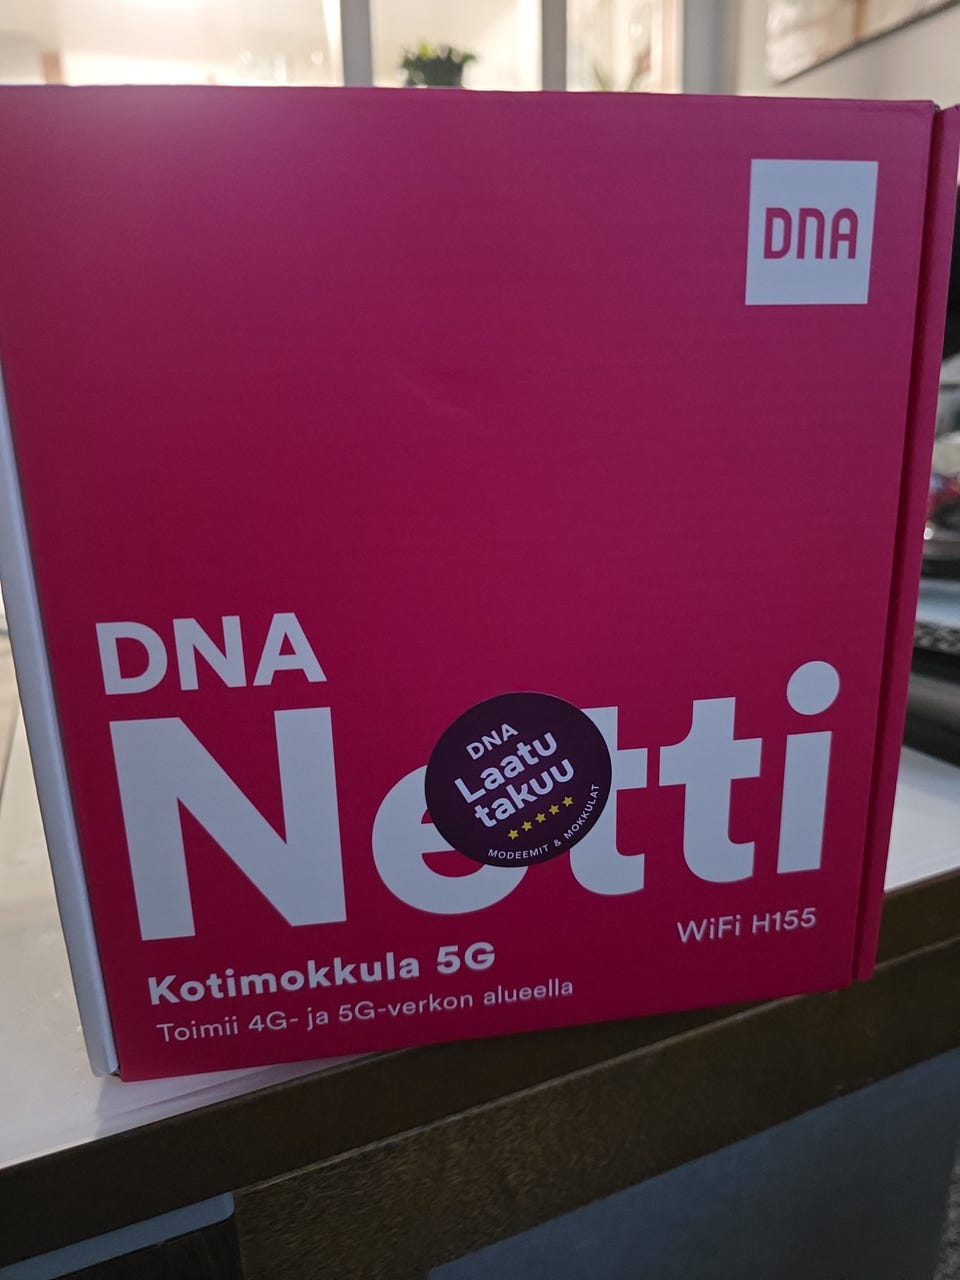 DNA
DNA
Netti
DNA
Laatu
takuu
MODEEMIT & MOKKULAT
WiFi H155
Kotimokkula 5G
Toimii 4G- ja 5G-verkon alueella